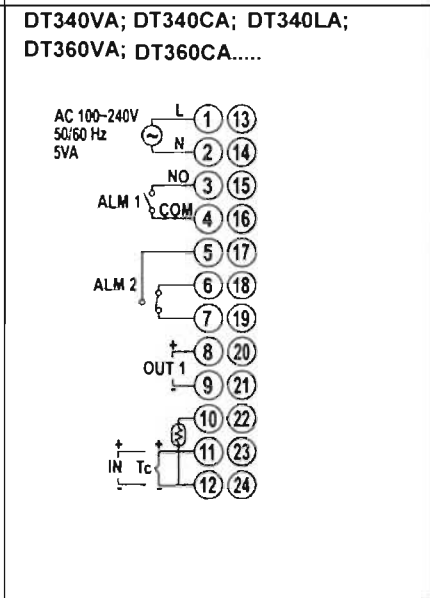 DT340VA; DT340CA; DT340LA;
DT360VA; DT360CA.....
AC 100~240V
50/60 Hz
5VA
L 1 13
N 2 14
ALM 1
NO 3 15
COM 4 16
ALM 2
5 17
6 18
7 19
OUT 1
+ 8 20
- 9 21
10 22
IN Tc
+ + 11 23
- - 12 24